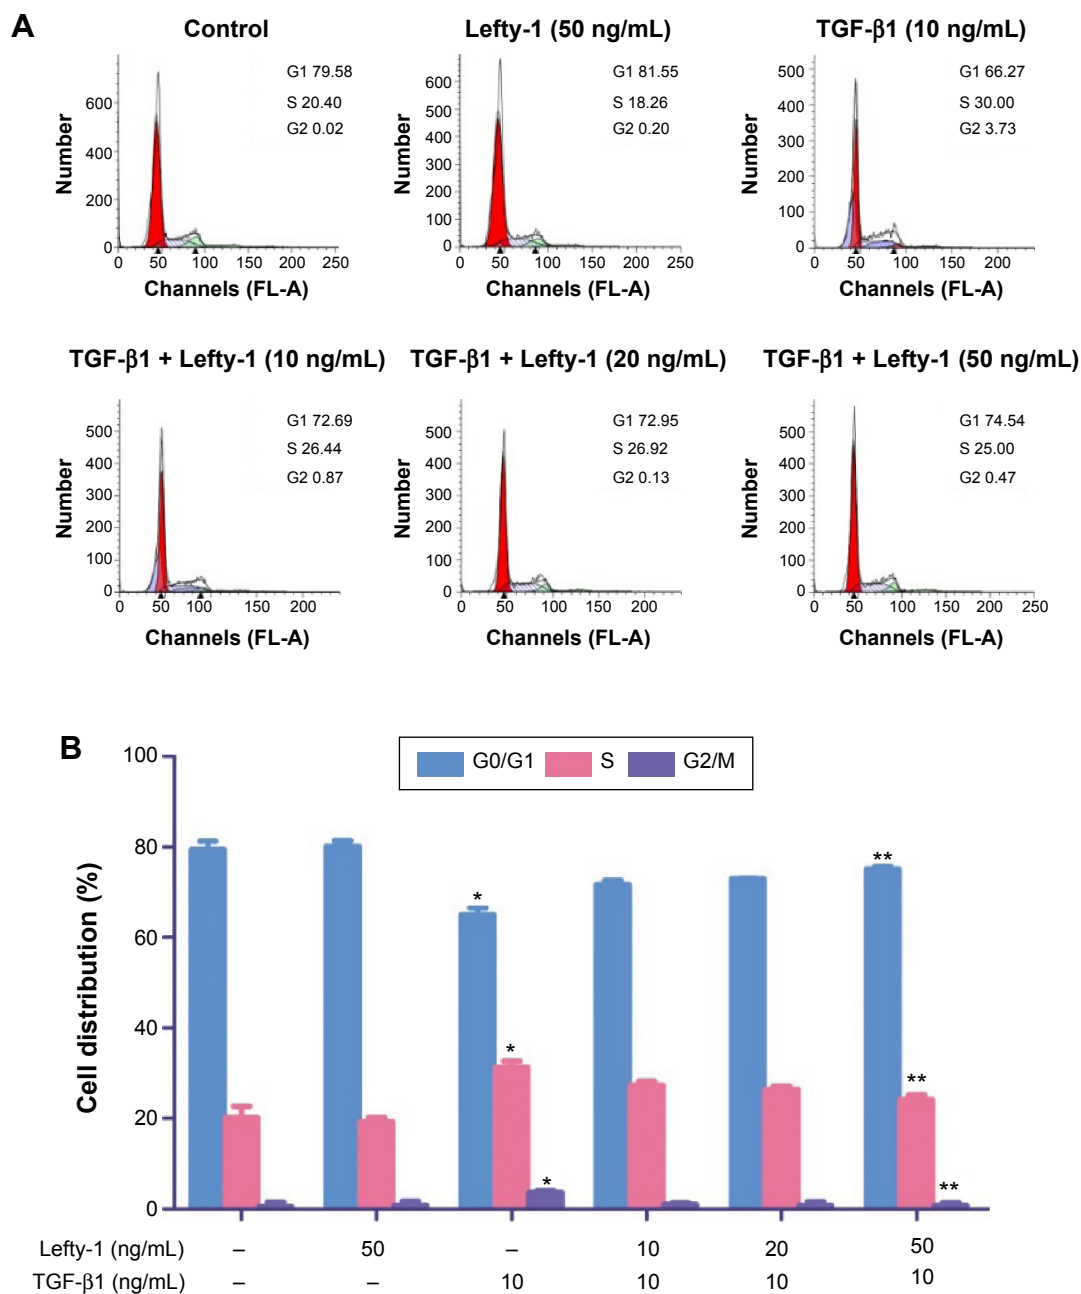 A
Control
Lefty-1 (50 ng/mL)
TGF-β1 (10 ng/mL)
G1 79.58
S 20.40
G2 0.02
Number
600
400
200
0
0 50 100 150 200 250
Channels (FL-A)
G1 81.55
S 18.26
G2 0.20
Number
600
500
400
300
200
100
0
0 50 100 150 200 250
Channels (FL-A)
G1 66.27
S 30.00
G2 3.73
Number
500
400
300
200
100
0
0 50 100 150 200
Channels (FL-A)
TGF-β1 + Lefty-1 (10 ng/mL)
TGF-β1 + Lefty-1 (20 ng/mL)
TGF-β1 + Lefty-1 (50 ng/mL)
G1 72.69
S 26.44
G2 0.87
Number
500
400
300
200
100
0
0 50 100 150 200
Channels (FL-A)
G1 72.95
S 26.92
G2 0.13
Number
500
400
300
200
100
0
0 50 100 150 200
Channels (FL-A)
G1 74.54
S 25.00
G2 0.47
Number
500
400
300
200
100
0
0 50 100 150 200 250
Channels (FL-A)
B
G0/G1 S G2/M
Cell distribution (%)
100
80
60
40
20
0
* * *
** ** **
Lefty-1 (ng/mL) – 50 – 10 20 50
TGF-β1 (ng/mL) – – 10 10 10 10